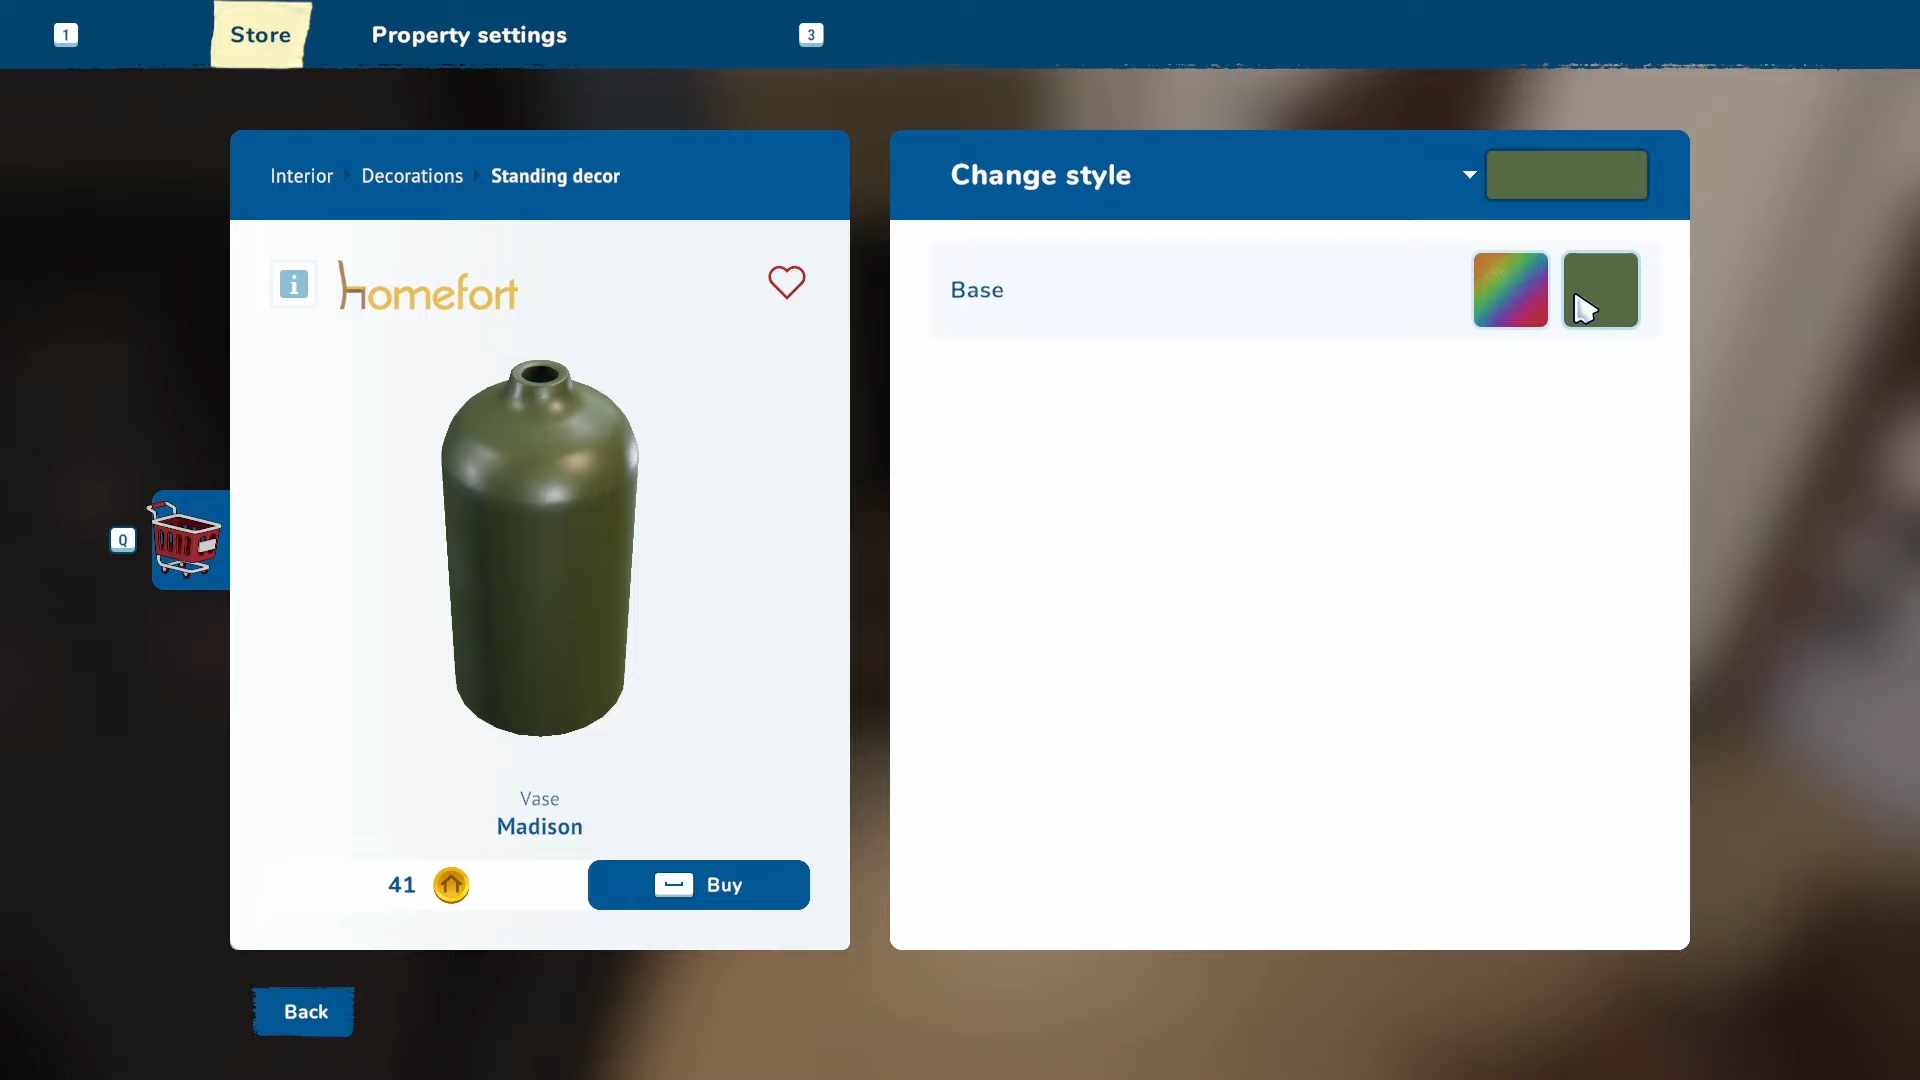 1
Store
Property settings
3
Interior
Decorations
Standing decor
Change style
i
homefort
Base
Q
Vase
Madison
41
Buy
Back